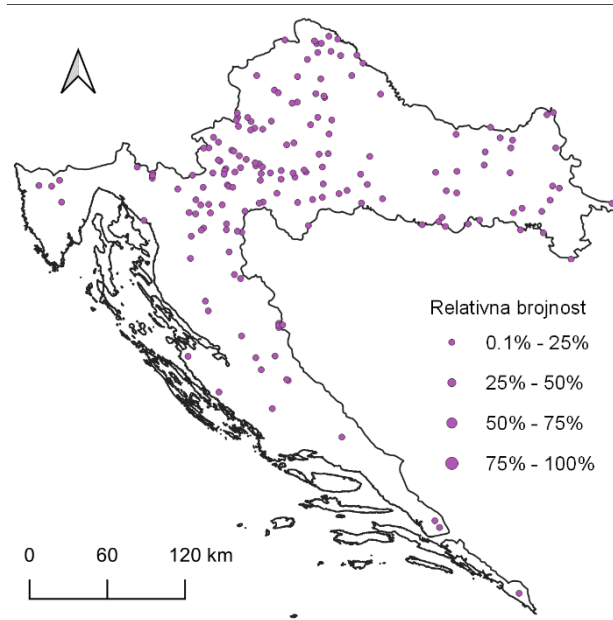 Relativna brojnost
0.1% - 25%
25% - 50%
50% - 75%
75% - 100%
0 60 120 km